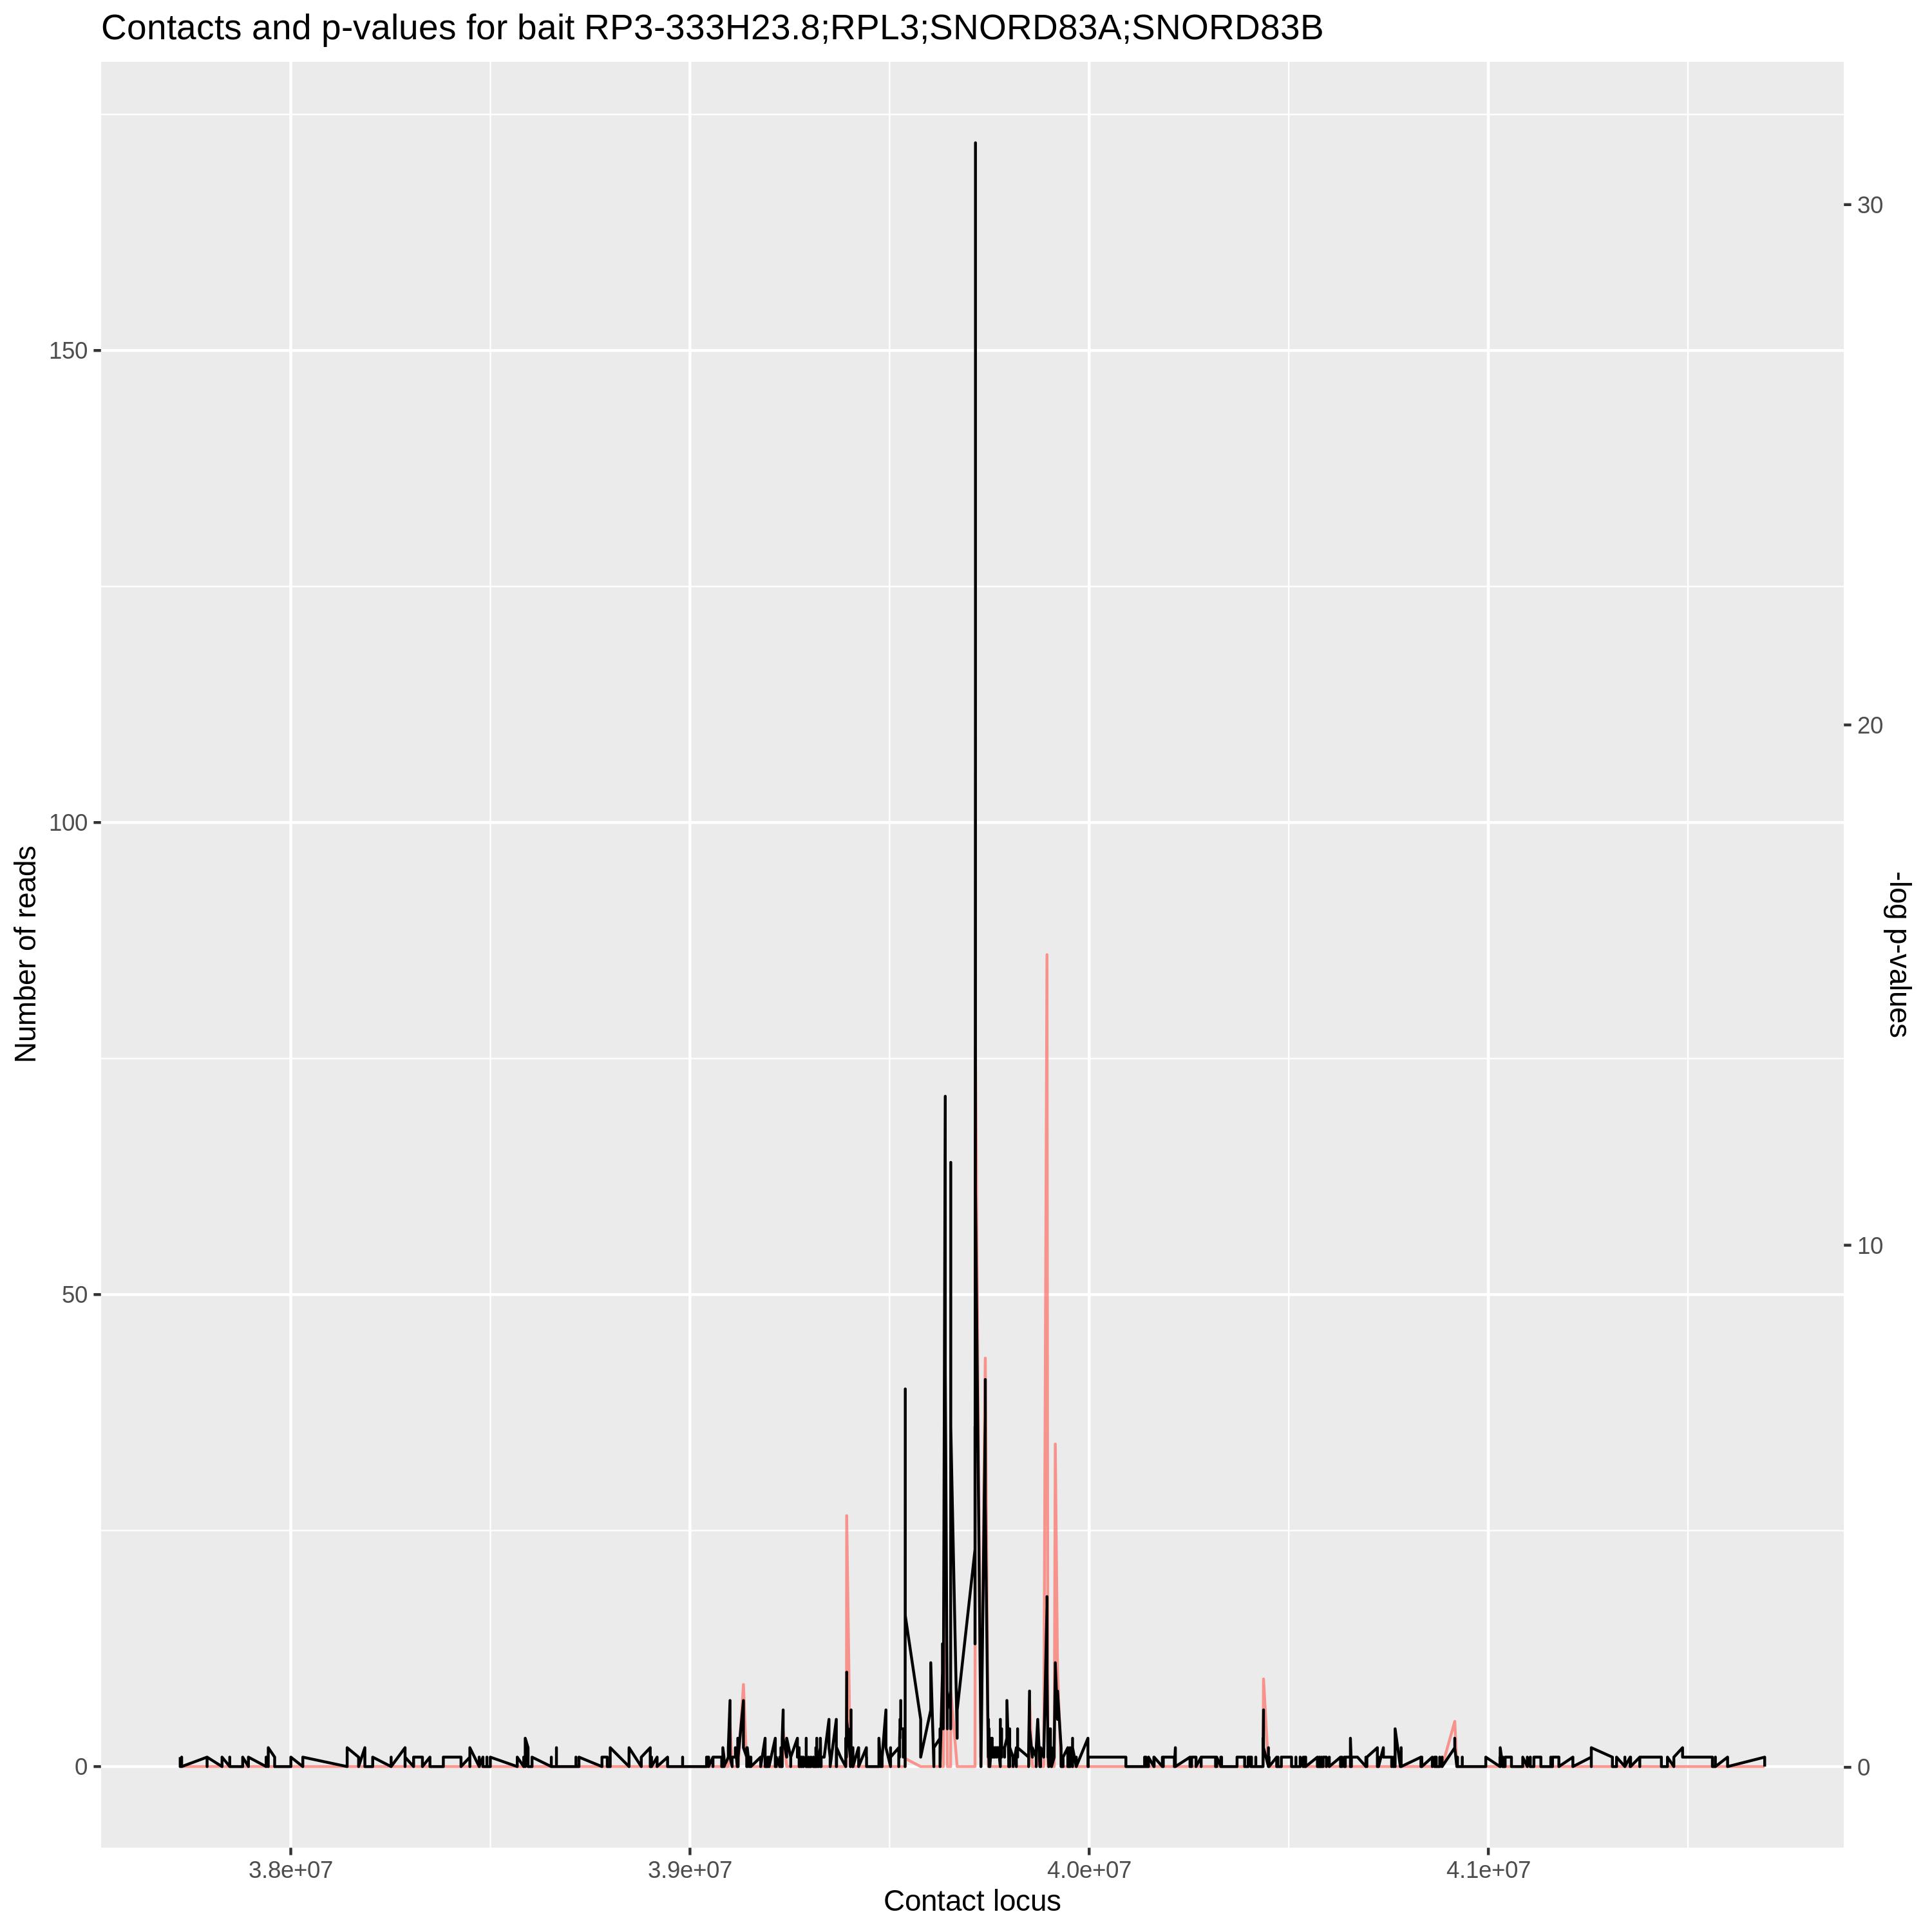 Contacts and p-values for bait RP3-333H23.8;RPL3;SNORD83A;SNORD83B
150
100
50
0
Number of reads
30
20
10
0
-log p-values
3.8e+07
3.9e+07
4.0e+07
4.1e+07
Contact locus